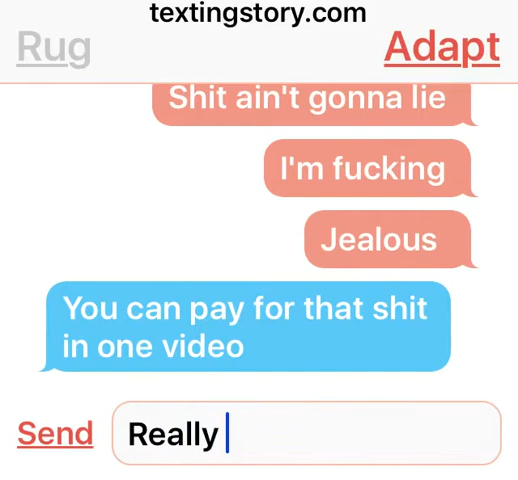 textingstory.com
Rug
Adapt
Shit ain't gonna lie
I'm fucking
Jealous
You can pay for that shit
in one video
Send
Really